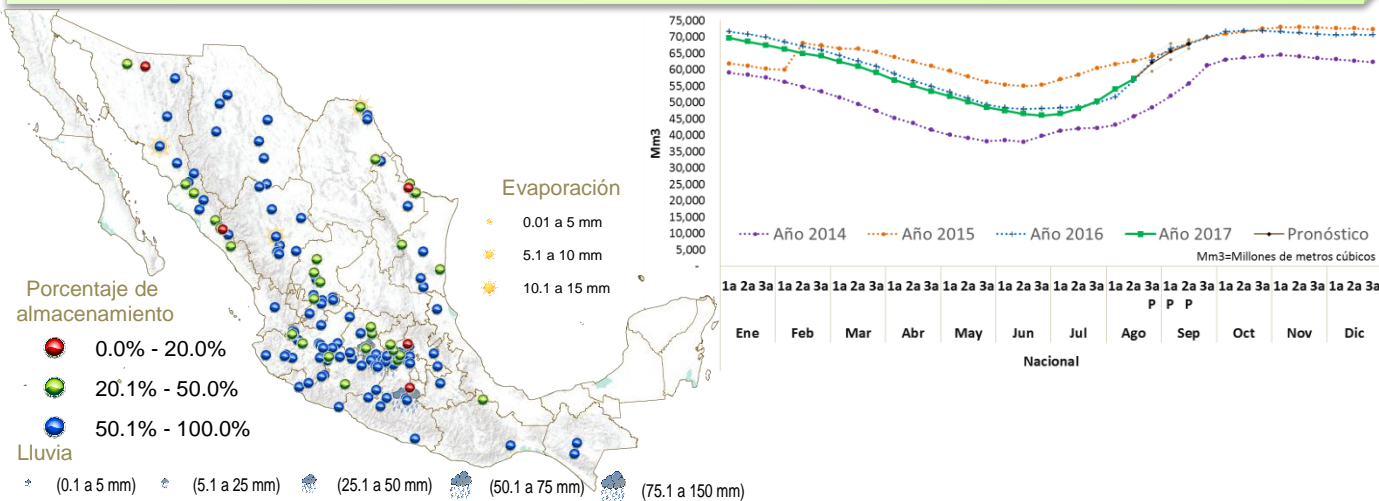 Evaporación
0.01 a 5 mm
5.1 a 10 mm
10.1 a 15 mm
Porcentaje de
almacenamiento
0.0% - 20.0%
20.1% - 50.0%
50.1% - 100.0%
Lluvia
(0.1 a 5 mm) (5.1 a 25 mm) (25.1 a 50 mm) (50.1 a 75 mm) (75.1 a 150 mm)
75,000
70,000
65,000
60,000
55,000
50,000
45,000
40,000
35,000
30,000
25,000
20,000
15,000
10,000
5,000
Mm3
Año 2014 Año 2015 Año 2016 Año 2017 Pronóstico
Mm3=Millones de metros cúbicos
1a 2a 3a 1a 2a 3a 1a 2a 3a 1a 2a 3a 1a 2a 3a 1a 2a 3a 1a 2a 3a 1a 2a 3a 1a 2a 3a 1a 2a 3a 1a 2a 3a 1a 2a 3a
P P P
Ene Feb Mar Abr May Jun Jul Ago Sep Oct Nov Dic
Nacional